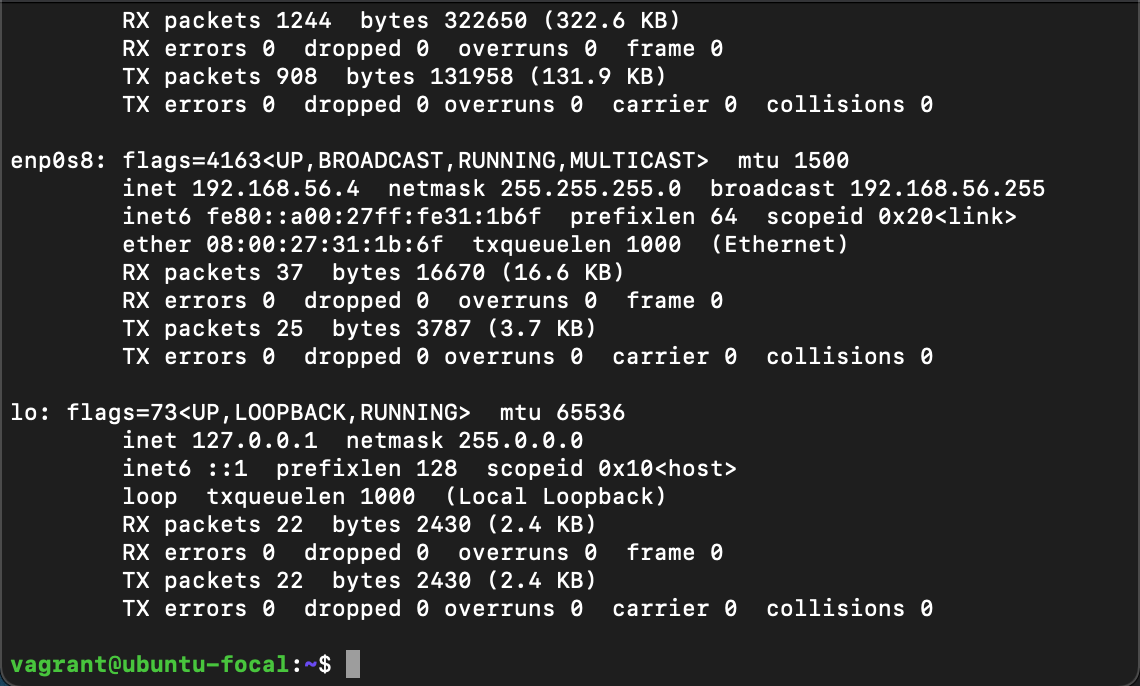 RX packets 1244  bytes 322650 (322.6 KB)
RX errors 0  dropped 0  overruns 0  frame 0
TX packets 908  bytes 131958 (131.9 KB)
TX errors 0  dropped 0 overruns 0  carrier 0  collisions 0
enp0s8: flags=4163<UP,BROADCAST,RUNNING,MULTICAST>  mtu 1500
inet 192.168.56.4  netmask 255.255.255.0  broadcast 192.168.56.255
inet6 fe80::a00:27ff:fe31:1b6f  prefixlen 64  scopeid 0x20<link>
ether 08:00:27:31:1b:6f  txqueuelen 1000  (Ethernet)
RX packets 37  bytes 16670 (16.6 KB)
RX errors 0  dropped 0  overruns 0  frame 0
TX packets 25  bytes 3787 (3.7 KB)
TX errors 0  dropped 0 overruns 0  carrier 0  collisions 0
lo: flags=73<UP,LOOPBACK,RUNNING>  mtu 65536
inet 127.0.0.1  netmask 255.0.0.0
inet6 ::1  prefixlen 128  scopeid 0x10<host>
loop  txqueuelen 1000  (Local Loopback)
RX packets 22  bytes 2430 (2.4 KB)
RX errors 0  dropped 0  overruns 0  frame 0
TX packets 22  bytes 2430 (2.4 KB)
TX errors 0  dropped 0 overruns 0  carrier 0  collisions 0
vagrant@ubuntu-focal:~$